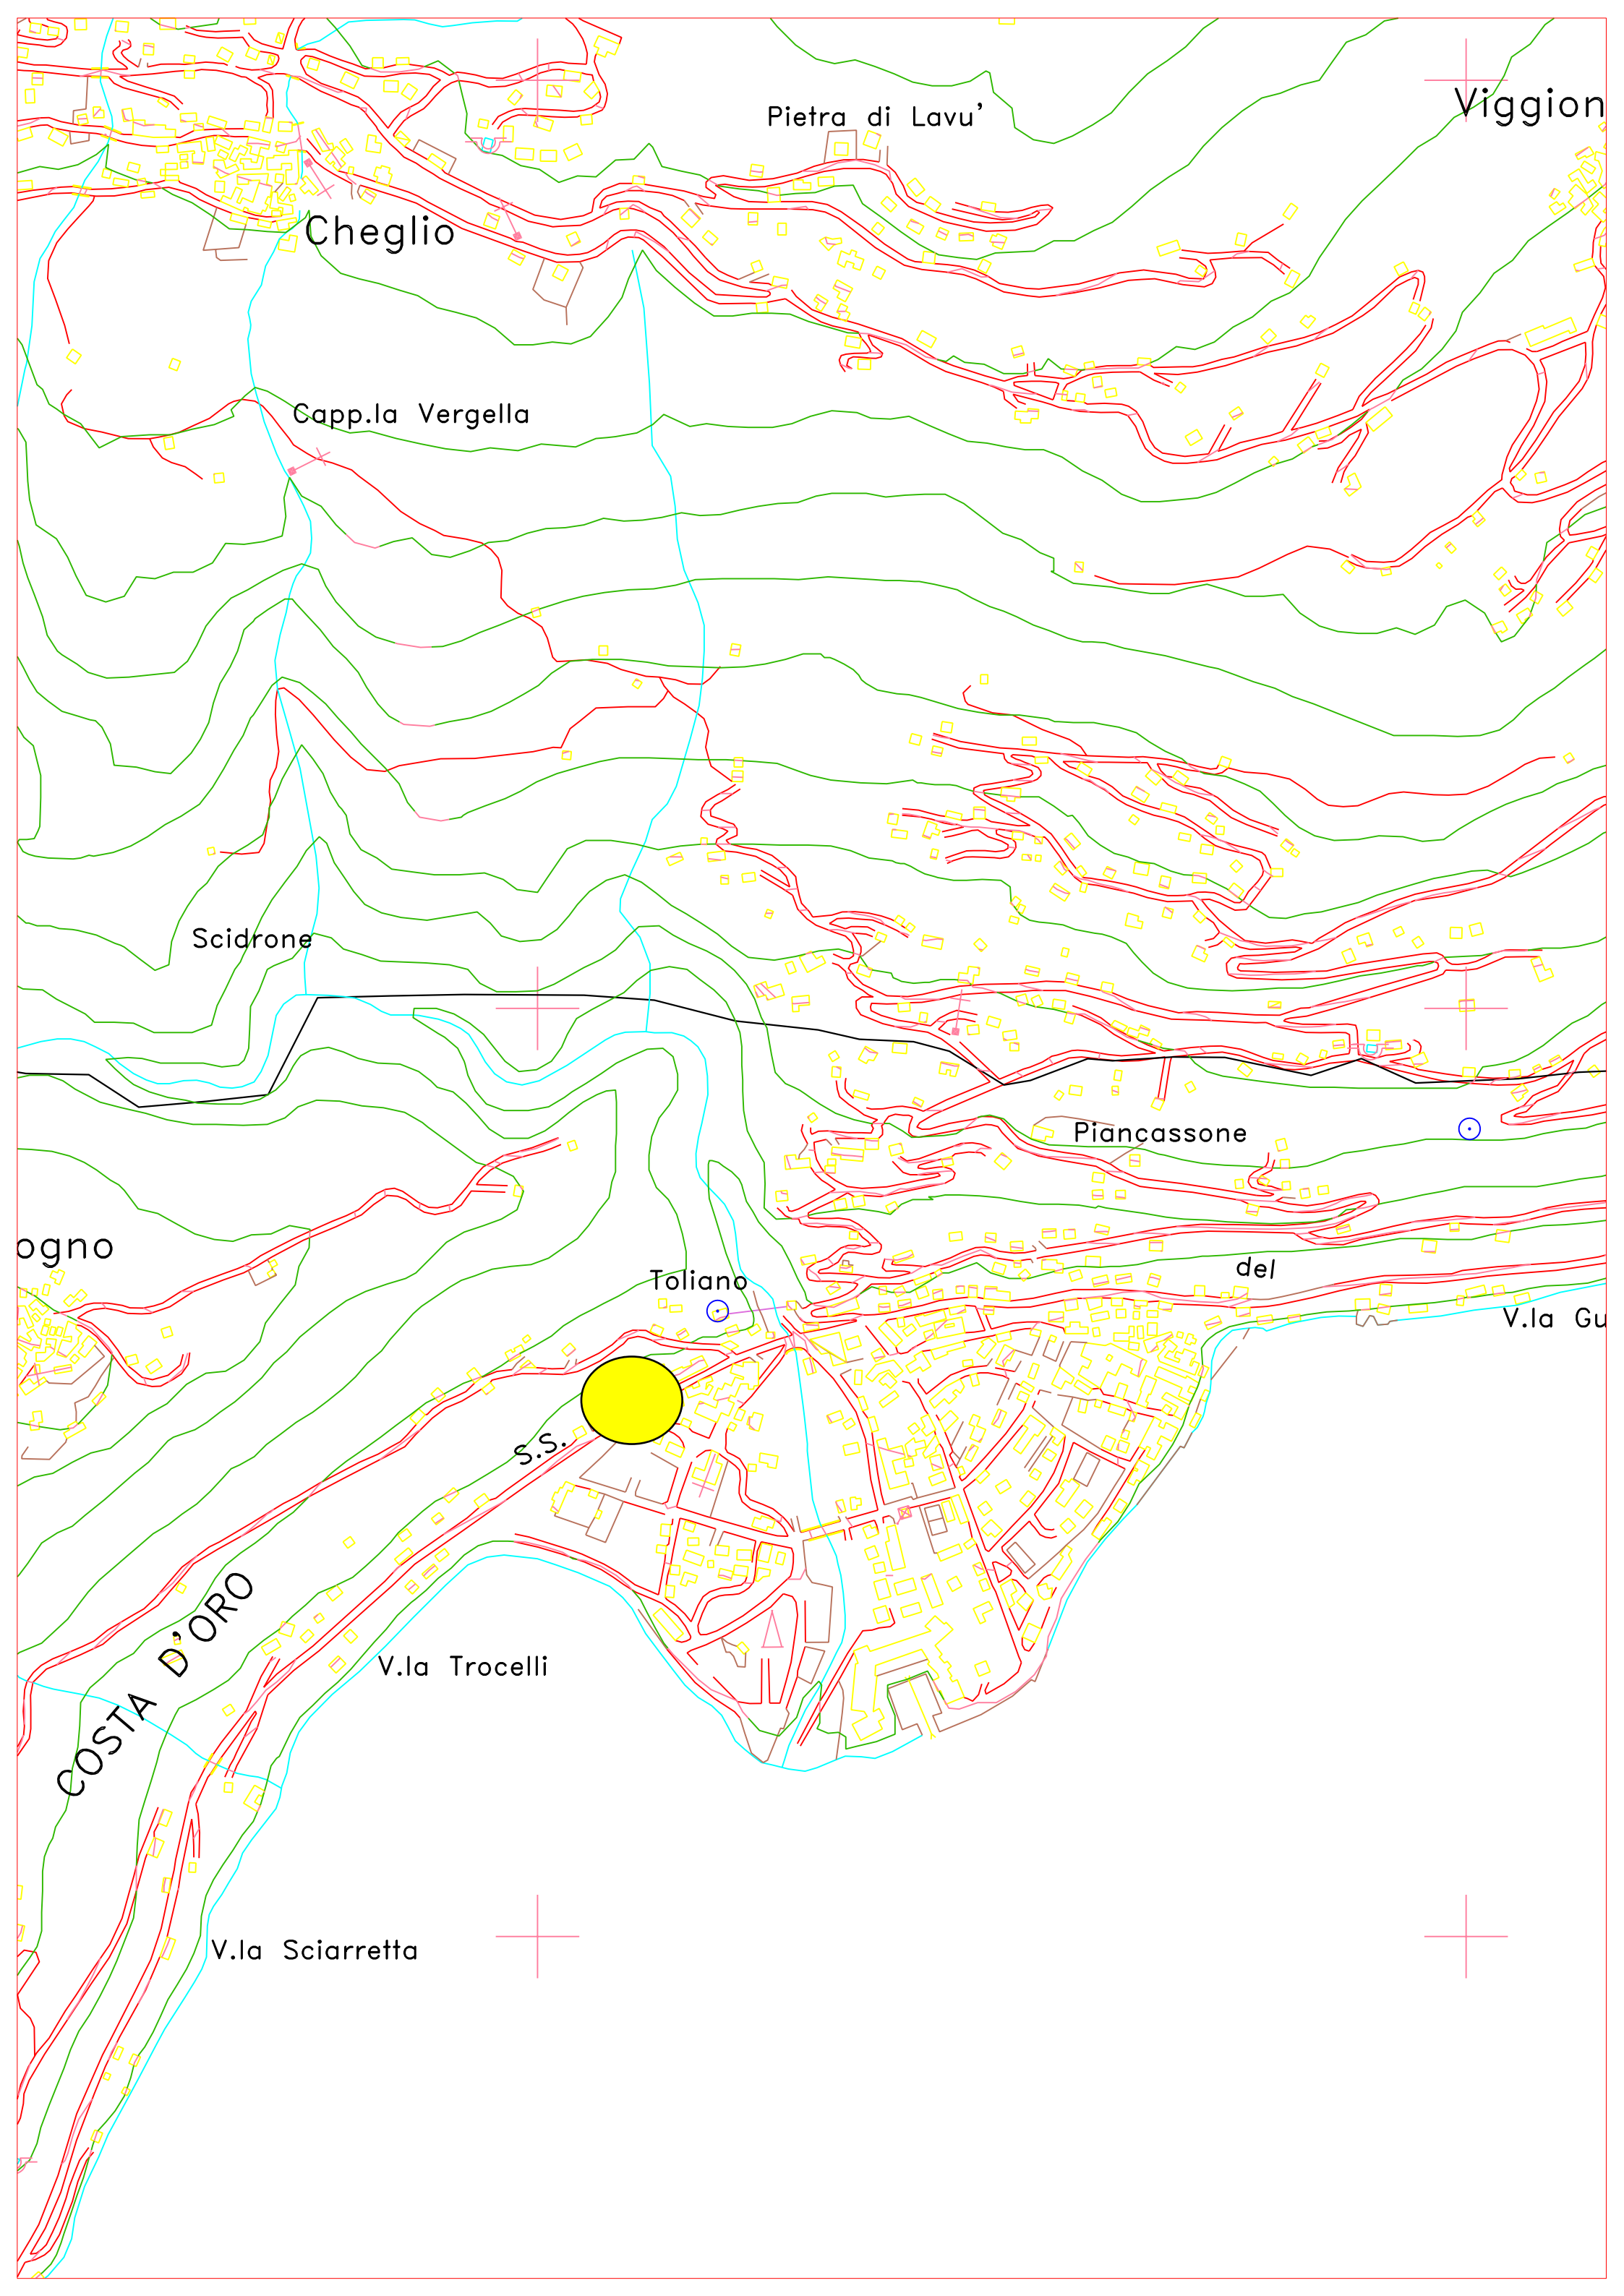 Viggion
Pietra di Lavu'
Cheglio
Capp.la Vergella
Scidrone
Piancassone
ogno
del
Toliano
V.la Gu
S.S.
COSTA D'ORO
V.la Trocelli
V.la Sciarretta